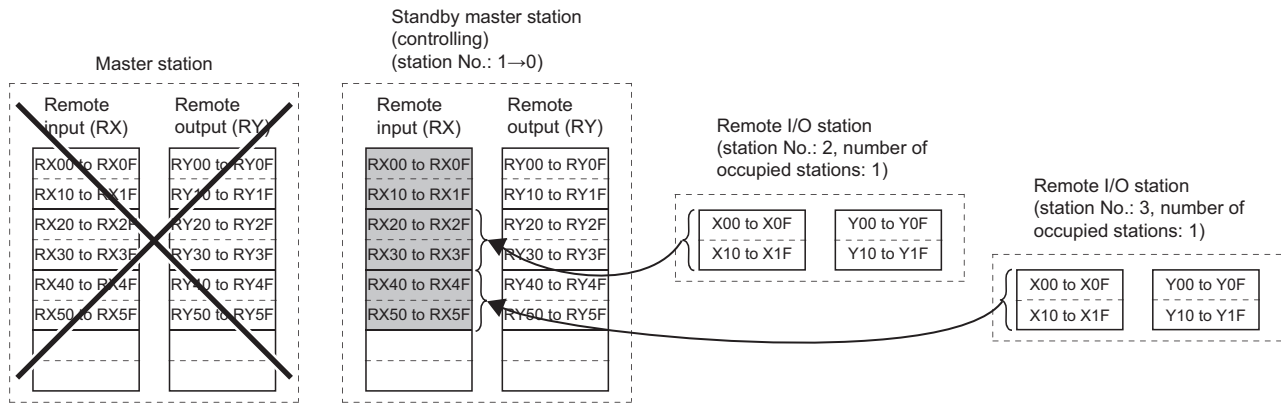 Master station
Remote
input (RX)
Remote
output (RY)
RX00 to RX0F
RX10 to RX1F
RX20 to RX2F
RX30 to RX3F
RX40 to RX4F
RX50 to RX5F
RY00 to RY0F
RY10 to RY1F
RY20 to RY2F
RY30 to RY3F
RY40 to RY4F
RY50 to RY5F
Standby master station
(controlling)
(station No.: 1→0)
Remote
input (RX)
Remote
output (RY)
RX00 to RX0F
RX10 to RX1F
RX20 to RX2F
RX30 to RX3F
RX40 to RX4F
RX50 to RX5F
RY00 to RY0F
RY10 to RY1F
RY20 to RY2F
RY30 to RY3F
RY40 to RY4F
RY50 to RY5F
Remote I/O station
(station No.: 2, number of
occupied stations: 1)
X00 to X0F
X10 to X1F
Y00 to Y0F
Y10 to Y1F
Remote I/O station
(station No.: 3, number of
occupied stations: 1)
X00 to X0F
X10 to X1F
Y00 to Y0F
Y10 to Y1F